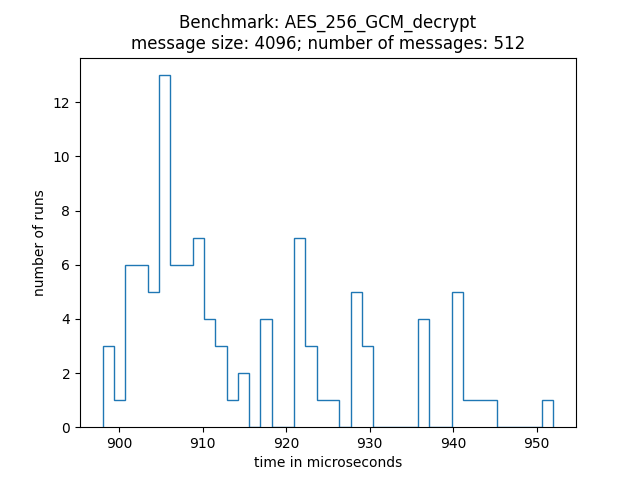 Benchmark: AES_256_GCM_decrypt
message size: 4096; number of messages: 512
number of runs
12
10
8
6
4
2
0
900 910 920 930 940 950
time in microseconds